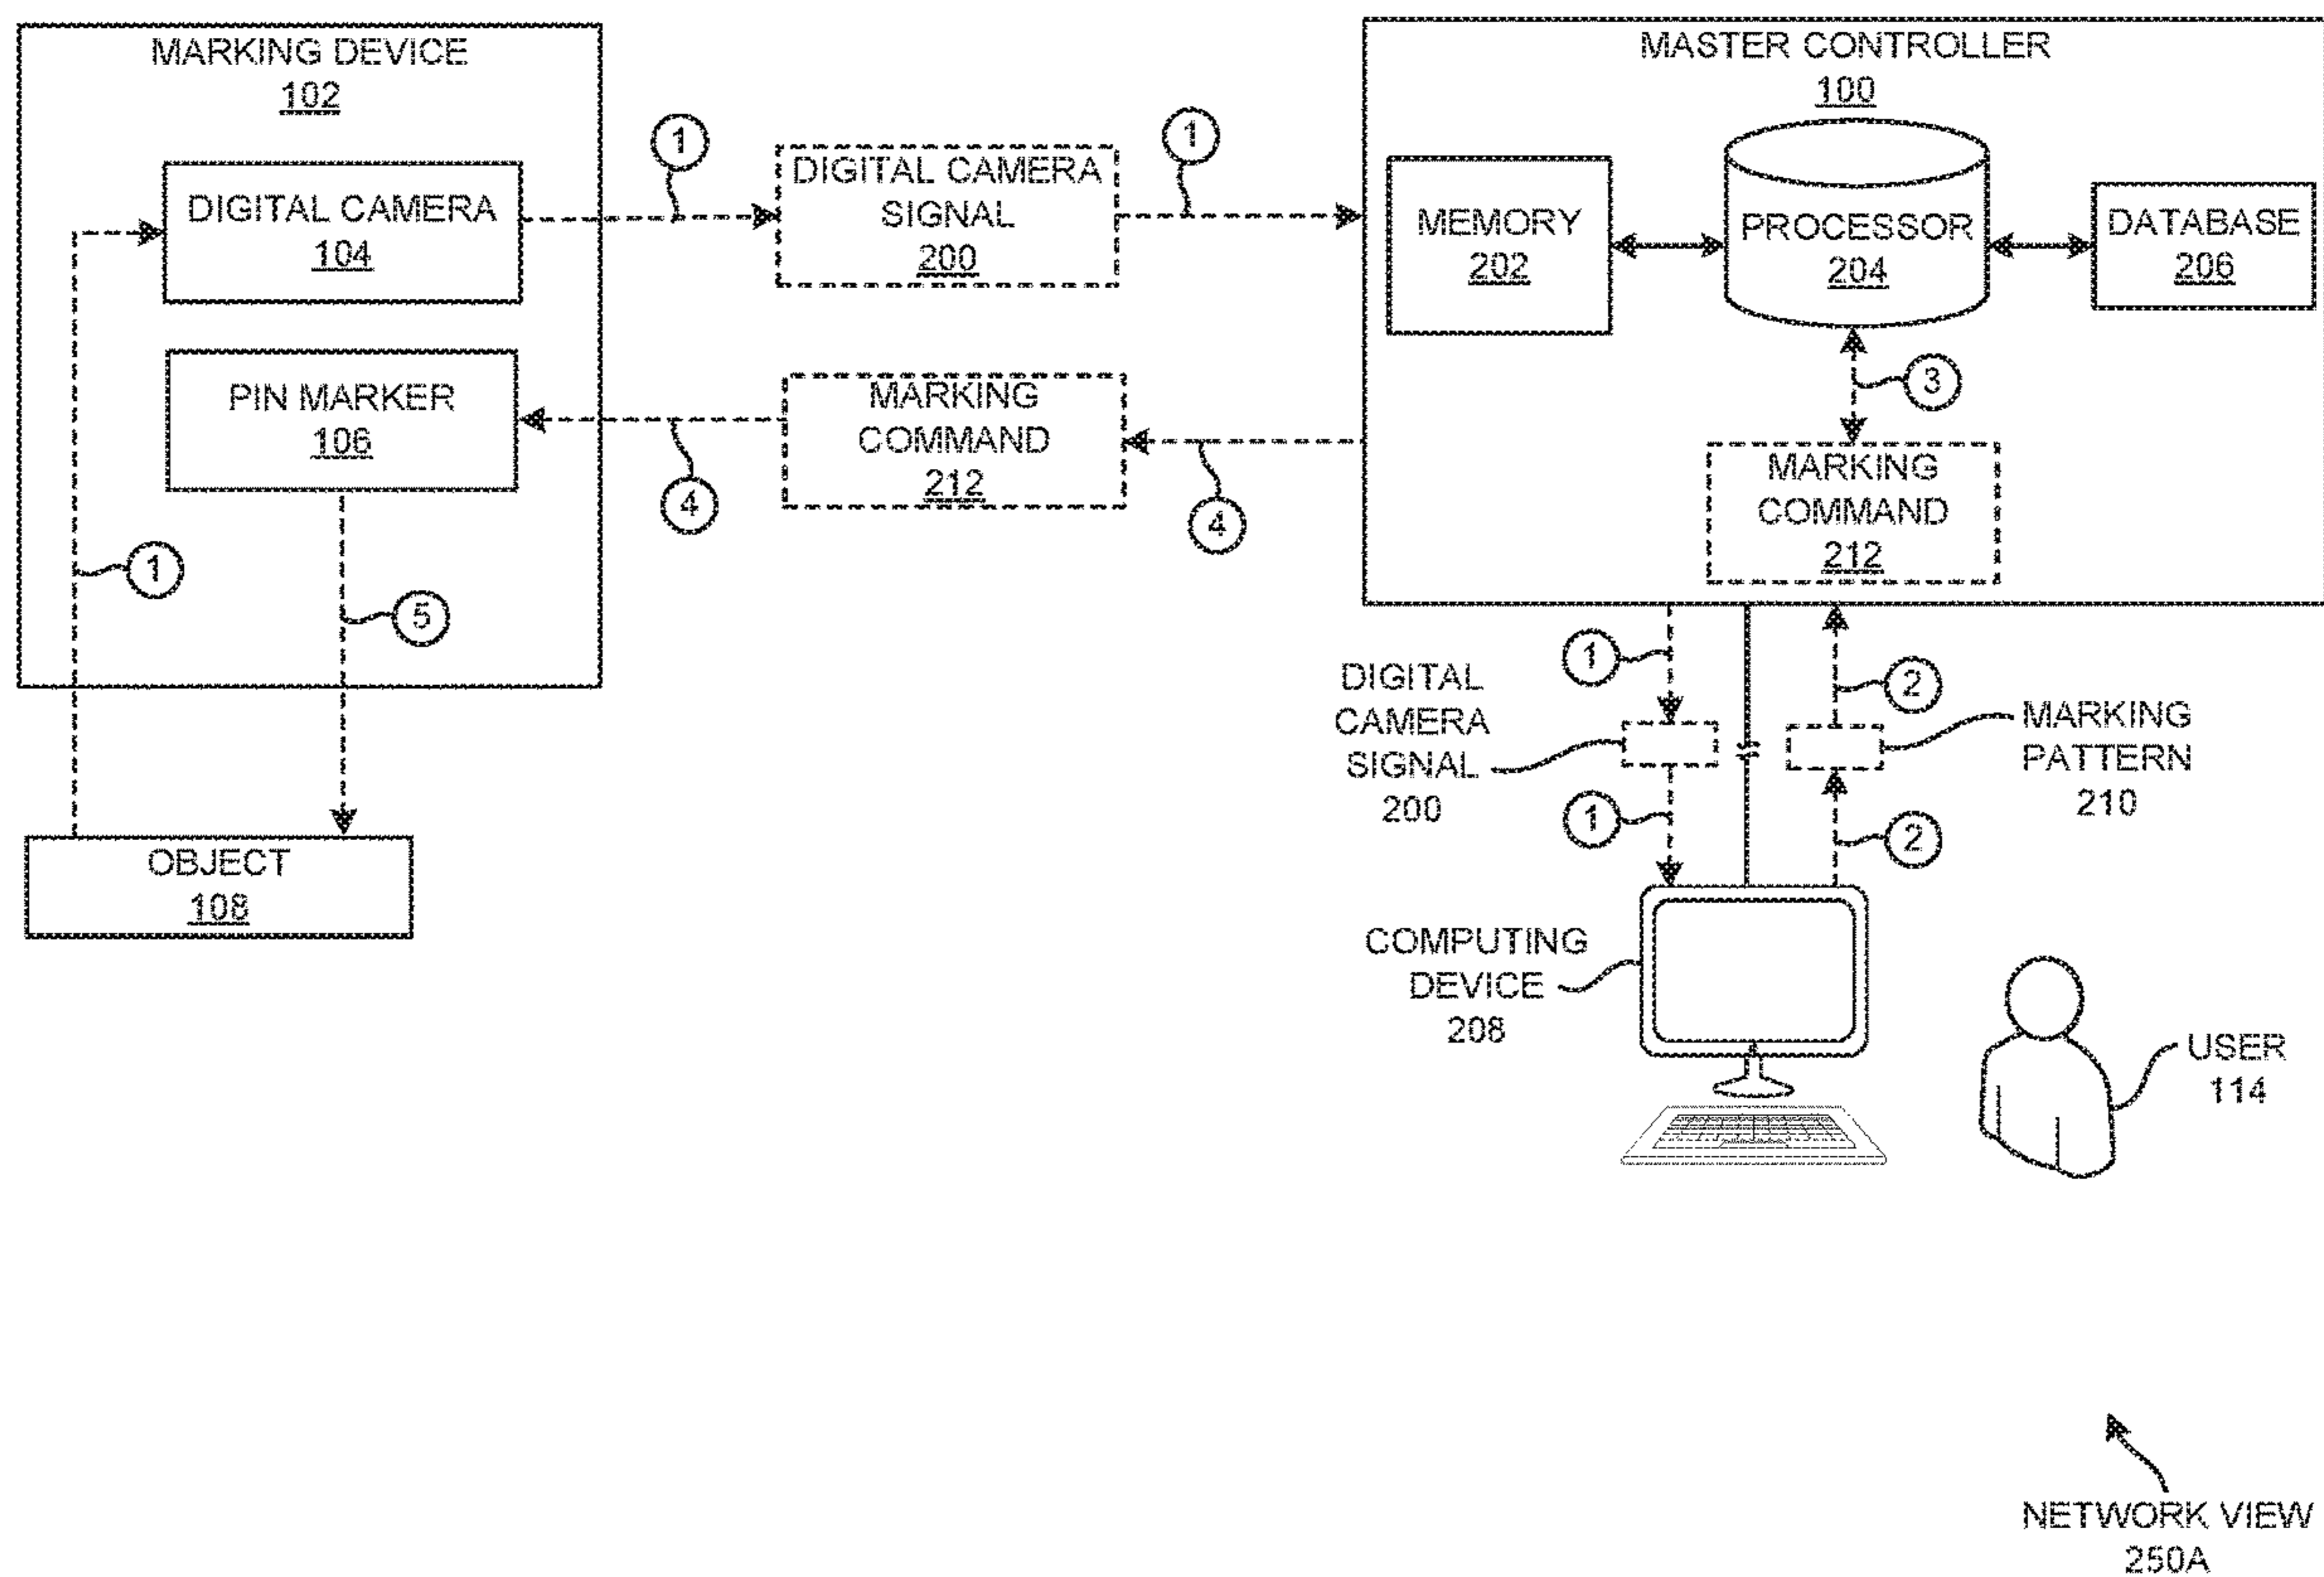 MARKING DEVICE
102
DIGITAL CAMERA
104
PIN MARKER
106
1
5
OBJECT
108
1
DIGITAL CAMERA
SIGNAL
200
1
4
MARKING
COMMAND
212
4
MASTER CONTROLLER
100
MEMORY
202
PROCESSOR
204
DATABASE
206
3
MARKING
COMMAND
212
1
DIGITAL
CAMERA
SIGNAL
200
1
2
MARKING
PATTERN
210
2
COMPUTING
DEVICE
208
USER
114
NETWORK VIEW
250A